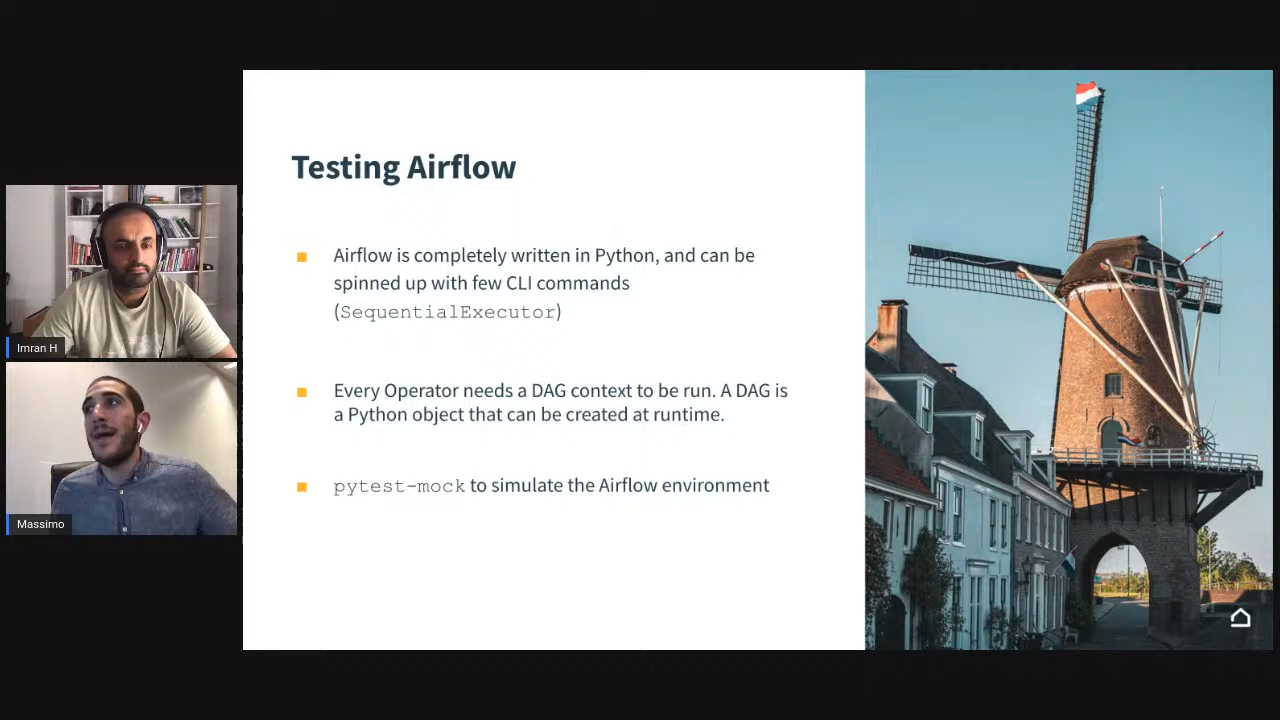 Testing Airflow
Airflow is completely written in Python, and can be
spinned up with few CLI commands
(SequentialExecutor)
Every Operator needs a DAG context to be run. A DAG is
a Python object that can be created at runtime.
pytest-mock to simulate the Airflow environment
Imran H
Massimo